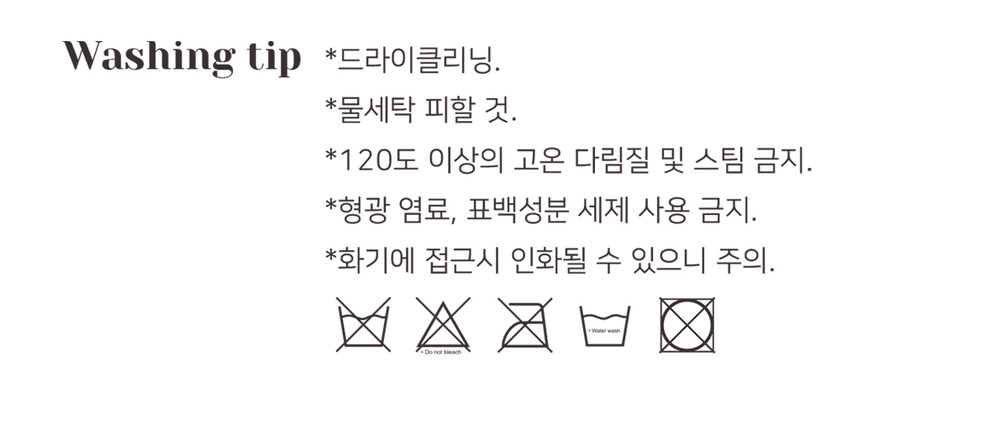 Washing tip
*드라이클리닝.
*물세탁 피할 것.
*120도 이상의 고온 다림질 및 스팀 금지.
*형광 염료, 표백성분 세제 사용 금지.
*화기에 접근시 인화될 수 있으니 주의.
• Water wash
• Do not bleach